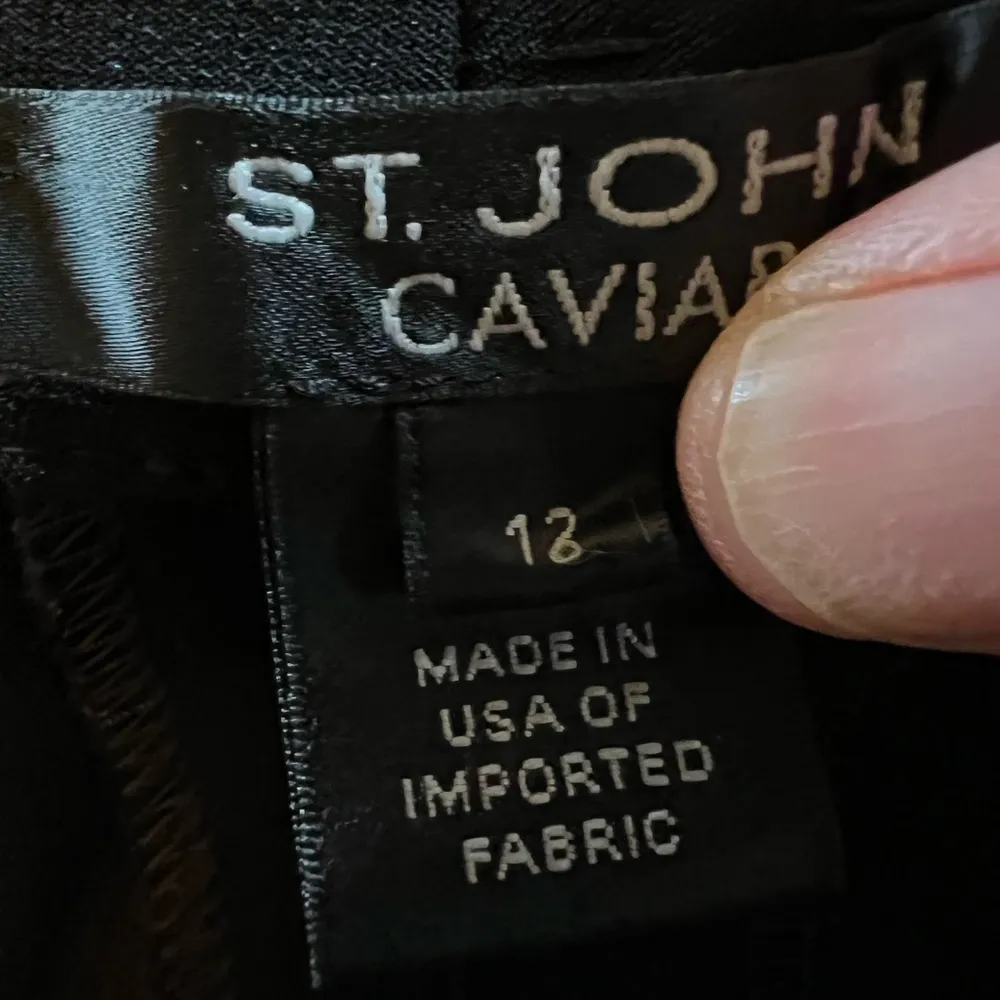 ST. JOHN
CAVIAR
12
MADE IN
USA OF
IMPORTED
FABRIC